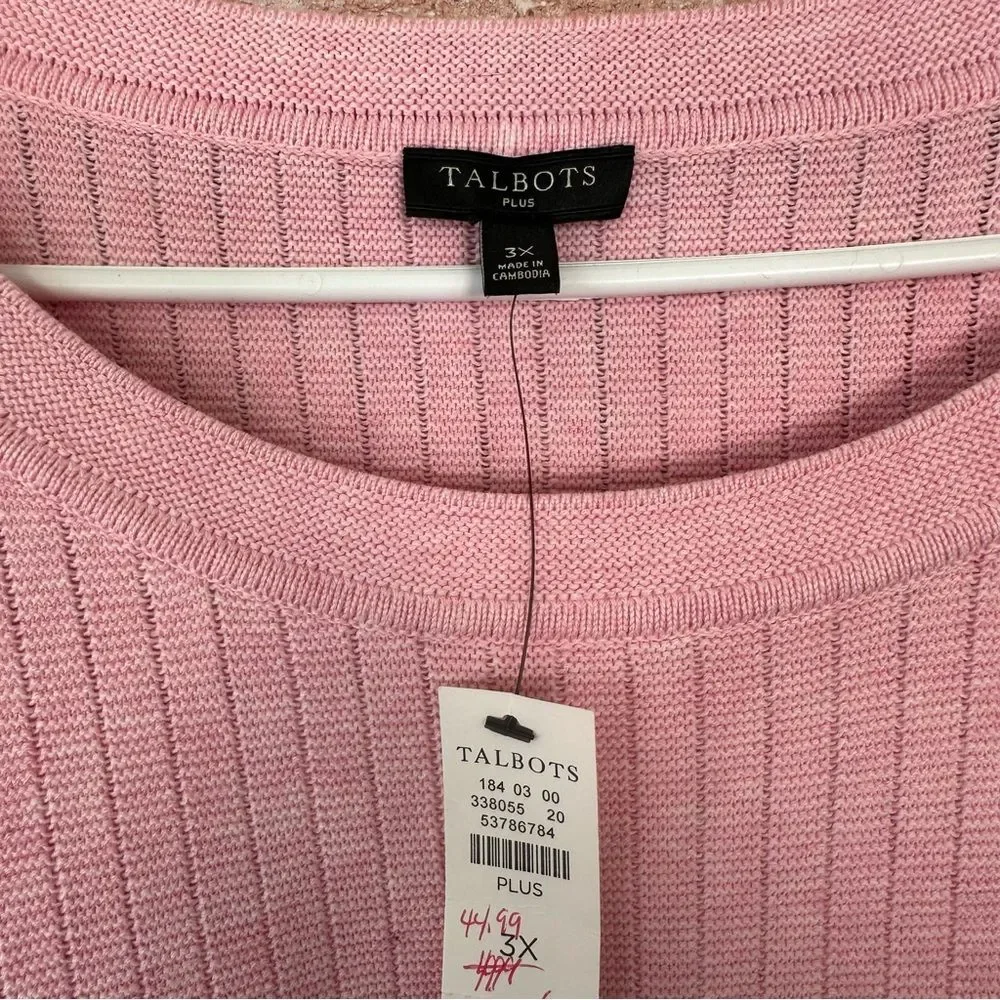 TALBOTS
PLUS
3X
MADE IN
CAMBODIA
TALBOTS
184 03 00
338055 20
53786784
PLUS
44.99
3X